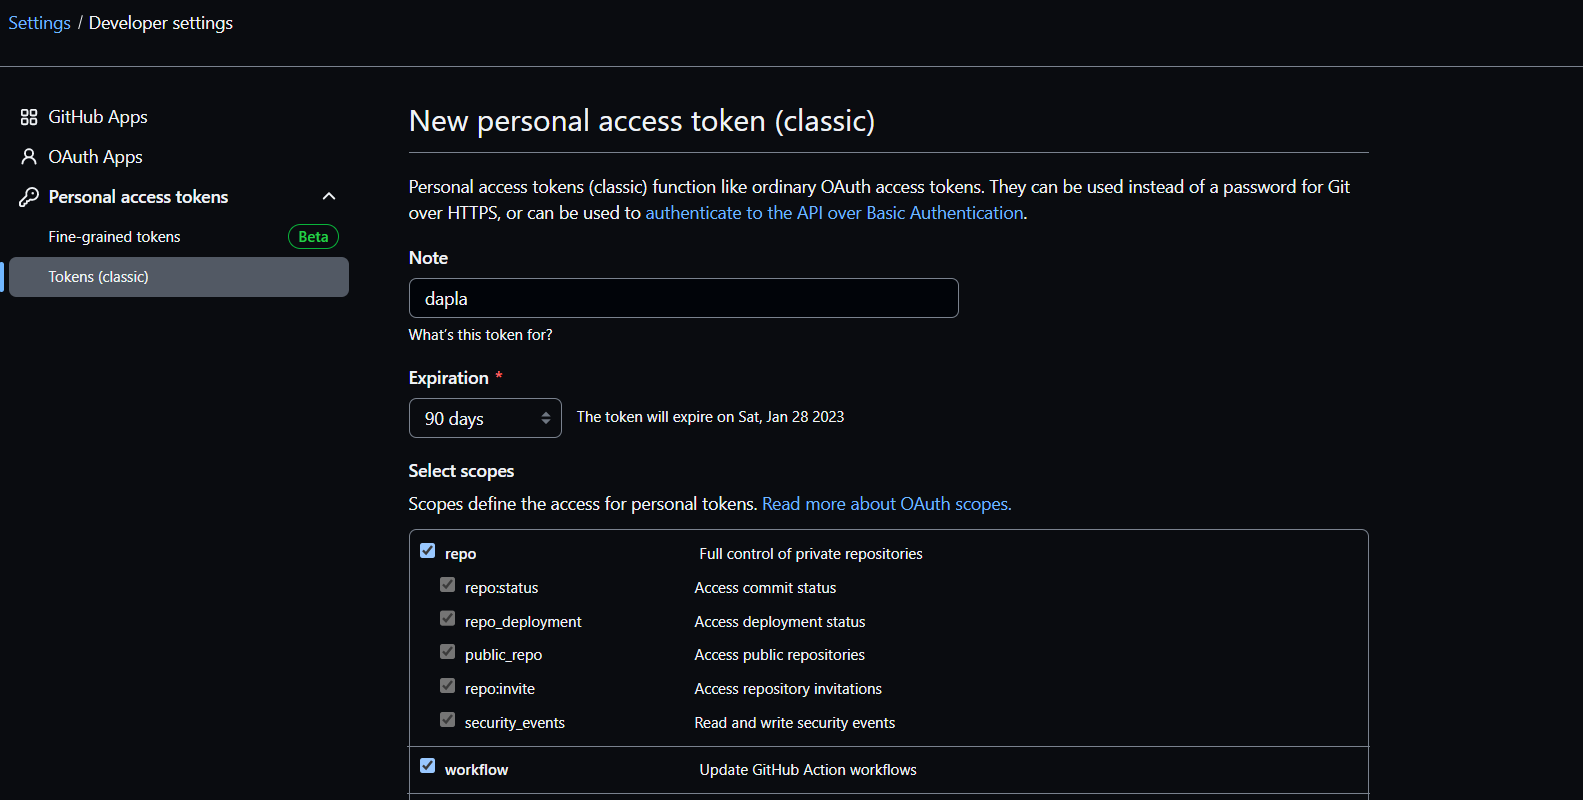 Settings / Developer settings
GitHub Apps
OAuth Apps
Personal access tokens
Fine-grained tokens Beta
Tokens (classic)
New personal access token (classic)
Personal access tokens (classic) function like ordinary OAuth access tokens. They can be used instead of a password for Git
over HTTPS, or can be used to authenticate to the API over Basic Authentication.
Note
dapla
What's this token for?
Expiration *
90 days The token will expire on Sat, Jan 28 2023
Select scopes
Scopes define the access for personal tokens. Read more about OAuth scopes.
repo Full control of private repositories
repo:status Access commit status
repo_deployment Access deployment status
public_repo Access public repositories
repo:invite Access repository invitations
security_events Read and write security events
workflow Update GitHub Action workflows